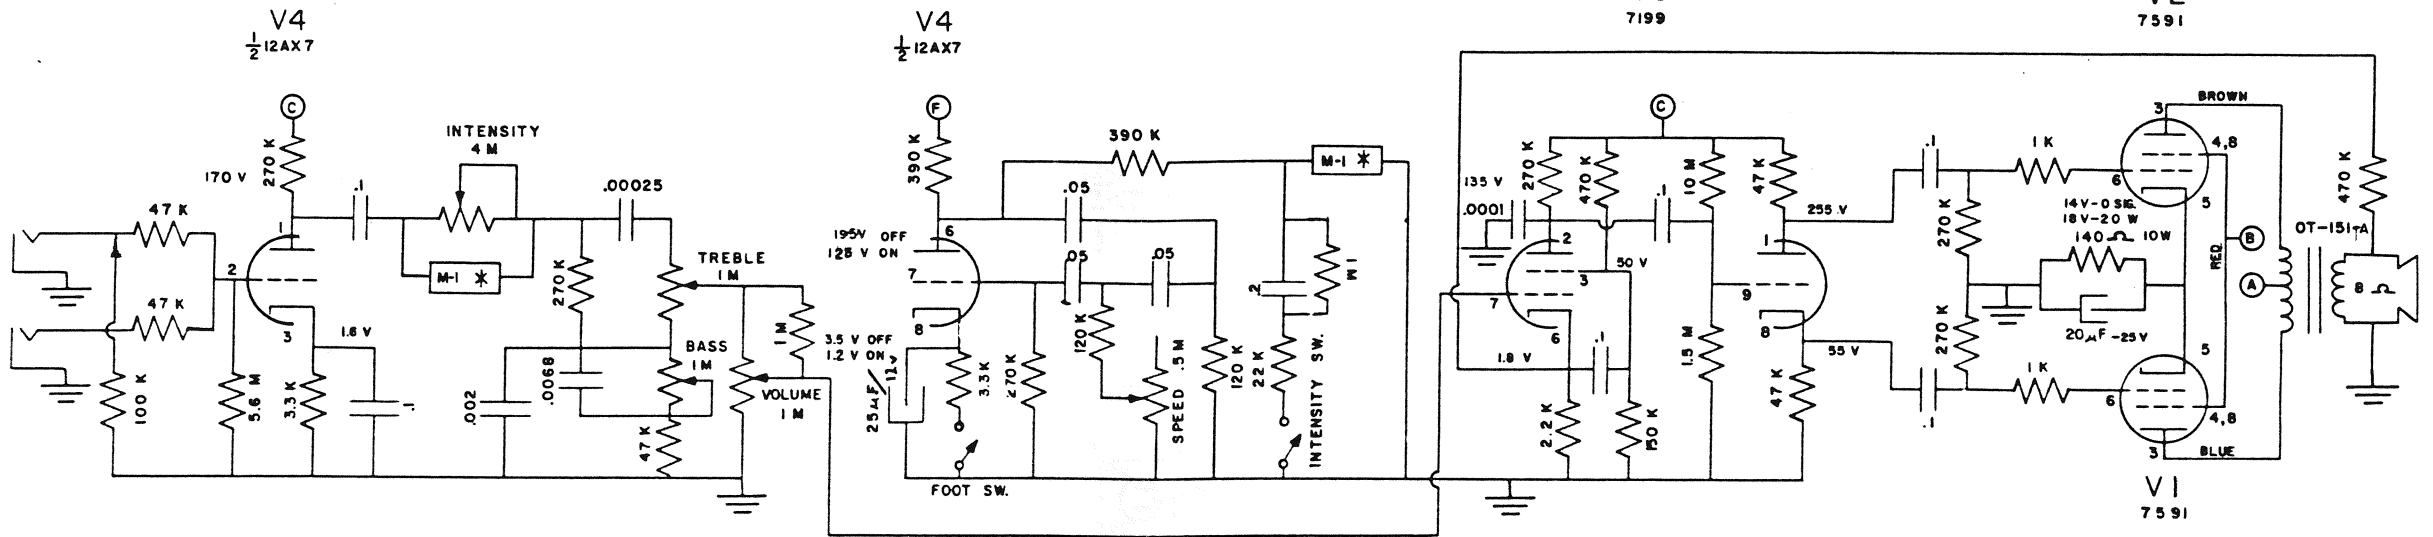 V4
½ 12AX7
V4
½ 12AX7
7199
7591
C
270 K
170 V
INTENSITY
4 M
.1
M-1 *
.00025
47 K
47 K
1
2
3
1.6 V
100 K
5.6 M
3.3 K
.1
270 K
TREBLE
1 M
BASS
1 M
.002
.0068
47 K
1 M
VOLUME
1 M
F
390 K
195V OFF
125 V ON
6
7
8
3.5 V OFF
1.2 V ON
25 µF
12V
3.3K
270 K
FOOT SW.
390 K
.05
.05
.05
120 K
SPEED .5 M
120 K
M-1 *
.2
1 M
22 K
INTENSITY SW.
C
135 V
.0001
270 K
470 K
.1
10 M
47 K
2
3
50 V
7
6
1.8 V
.1
2.2 K
150 K
1.5 M
1
9
8
255 V
55 V
47 K
.1
.1
270 K
270 K
1 K
1 K
14V-0 SIG.
18V-20 W
140 Ω 10W
20µF-25V
3
4,8
6
5
5
6
4,8
3
BROWN
RED
BLUE
B
A
OT-151-A
470 K
8 Ω
V1
7591